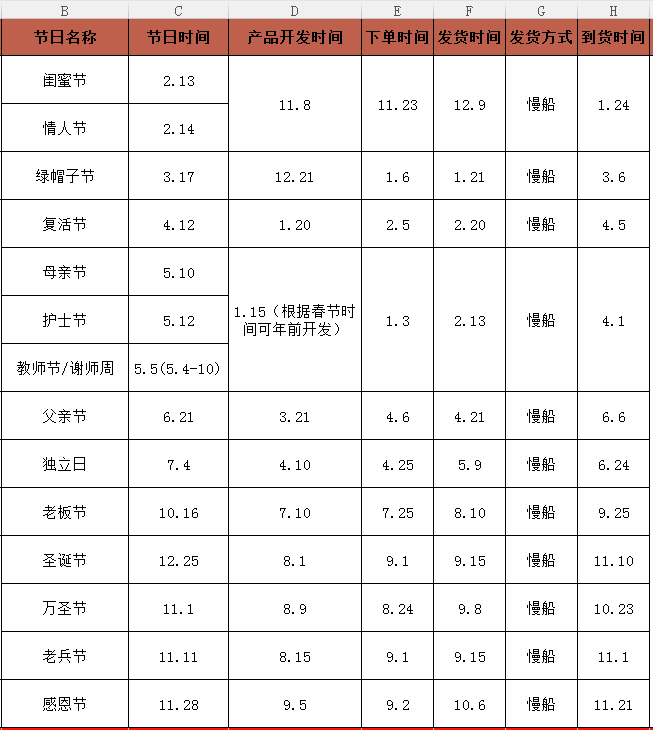 B C D E F G H
节日名称 节日时间 产品开发时间 下单时间 发货时间 发货方式 到货时间
闺蜜节 2.13 11.8 11.23 12.9 慢船 1.24
情人节 2.14
绿帽子节 3.17 12.21 1.6 1.21 慢船 3.6
复活节 4.12 1.20 2.5 2.20 慢船 4.5
母亲节 5.10
护士节 5.12 1.15（根据春节时
间可年前开发） 1.3 2.13 慢船 4.1
教师节/谢师周 5.5(5.4-10)
父亲节 6.21 3.21 4.6 4.21 慢船 6.6
独立日 7.4 4.10 4.25 5.9 慢船 6.24
老板节 10.16 7.10 7.25 8.10 慢船 9.25
圣诞节 12.25 8.1 9.1 9.15 慢船 11.10
万圣节 11.1 8.9 8.24 9.8 慢船 10.23
老兵节 11.11 8.15 9.1 9.15 慢船 11.1
感恩节 11.28 9.5 9.2 10.6 慢船 11.21